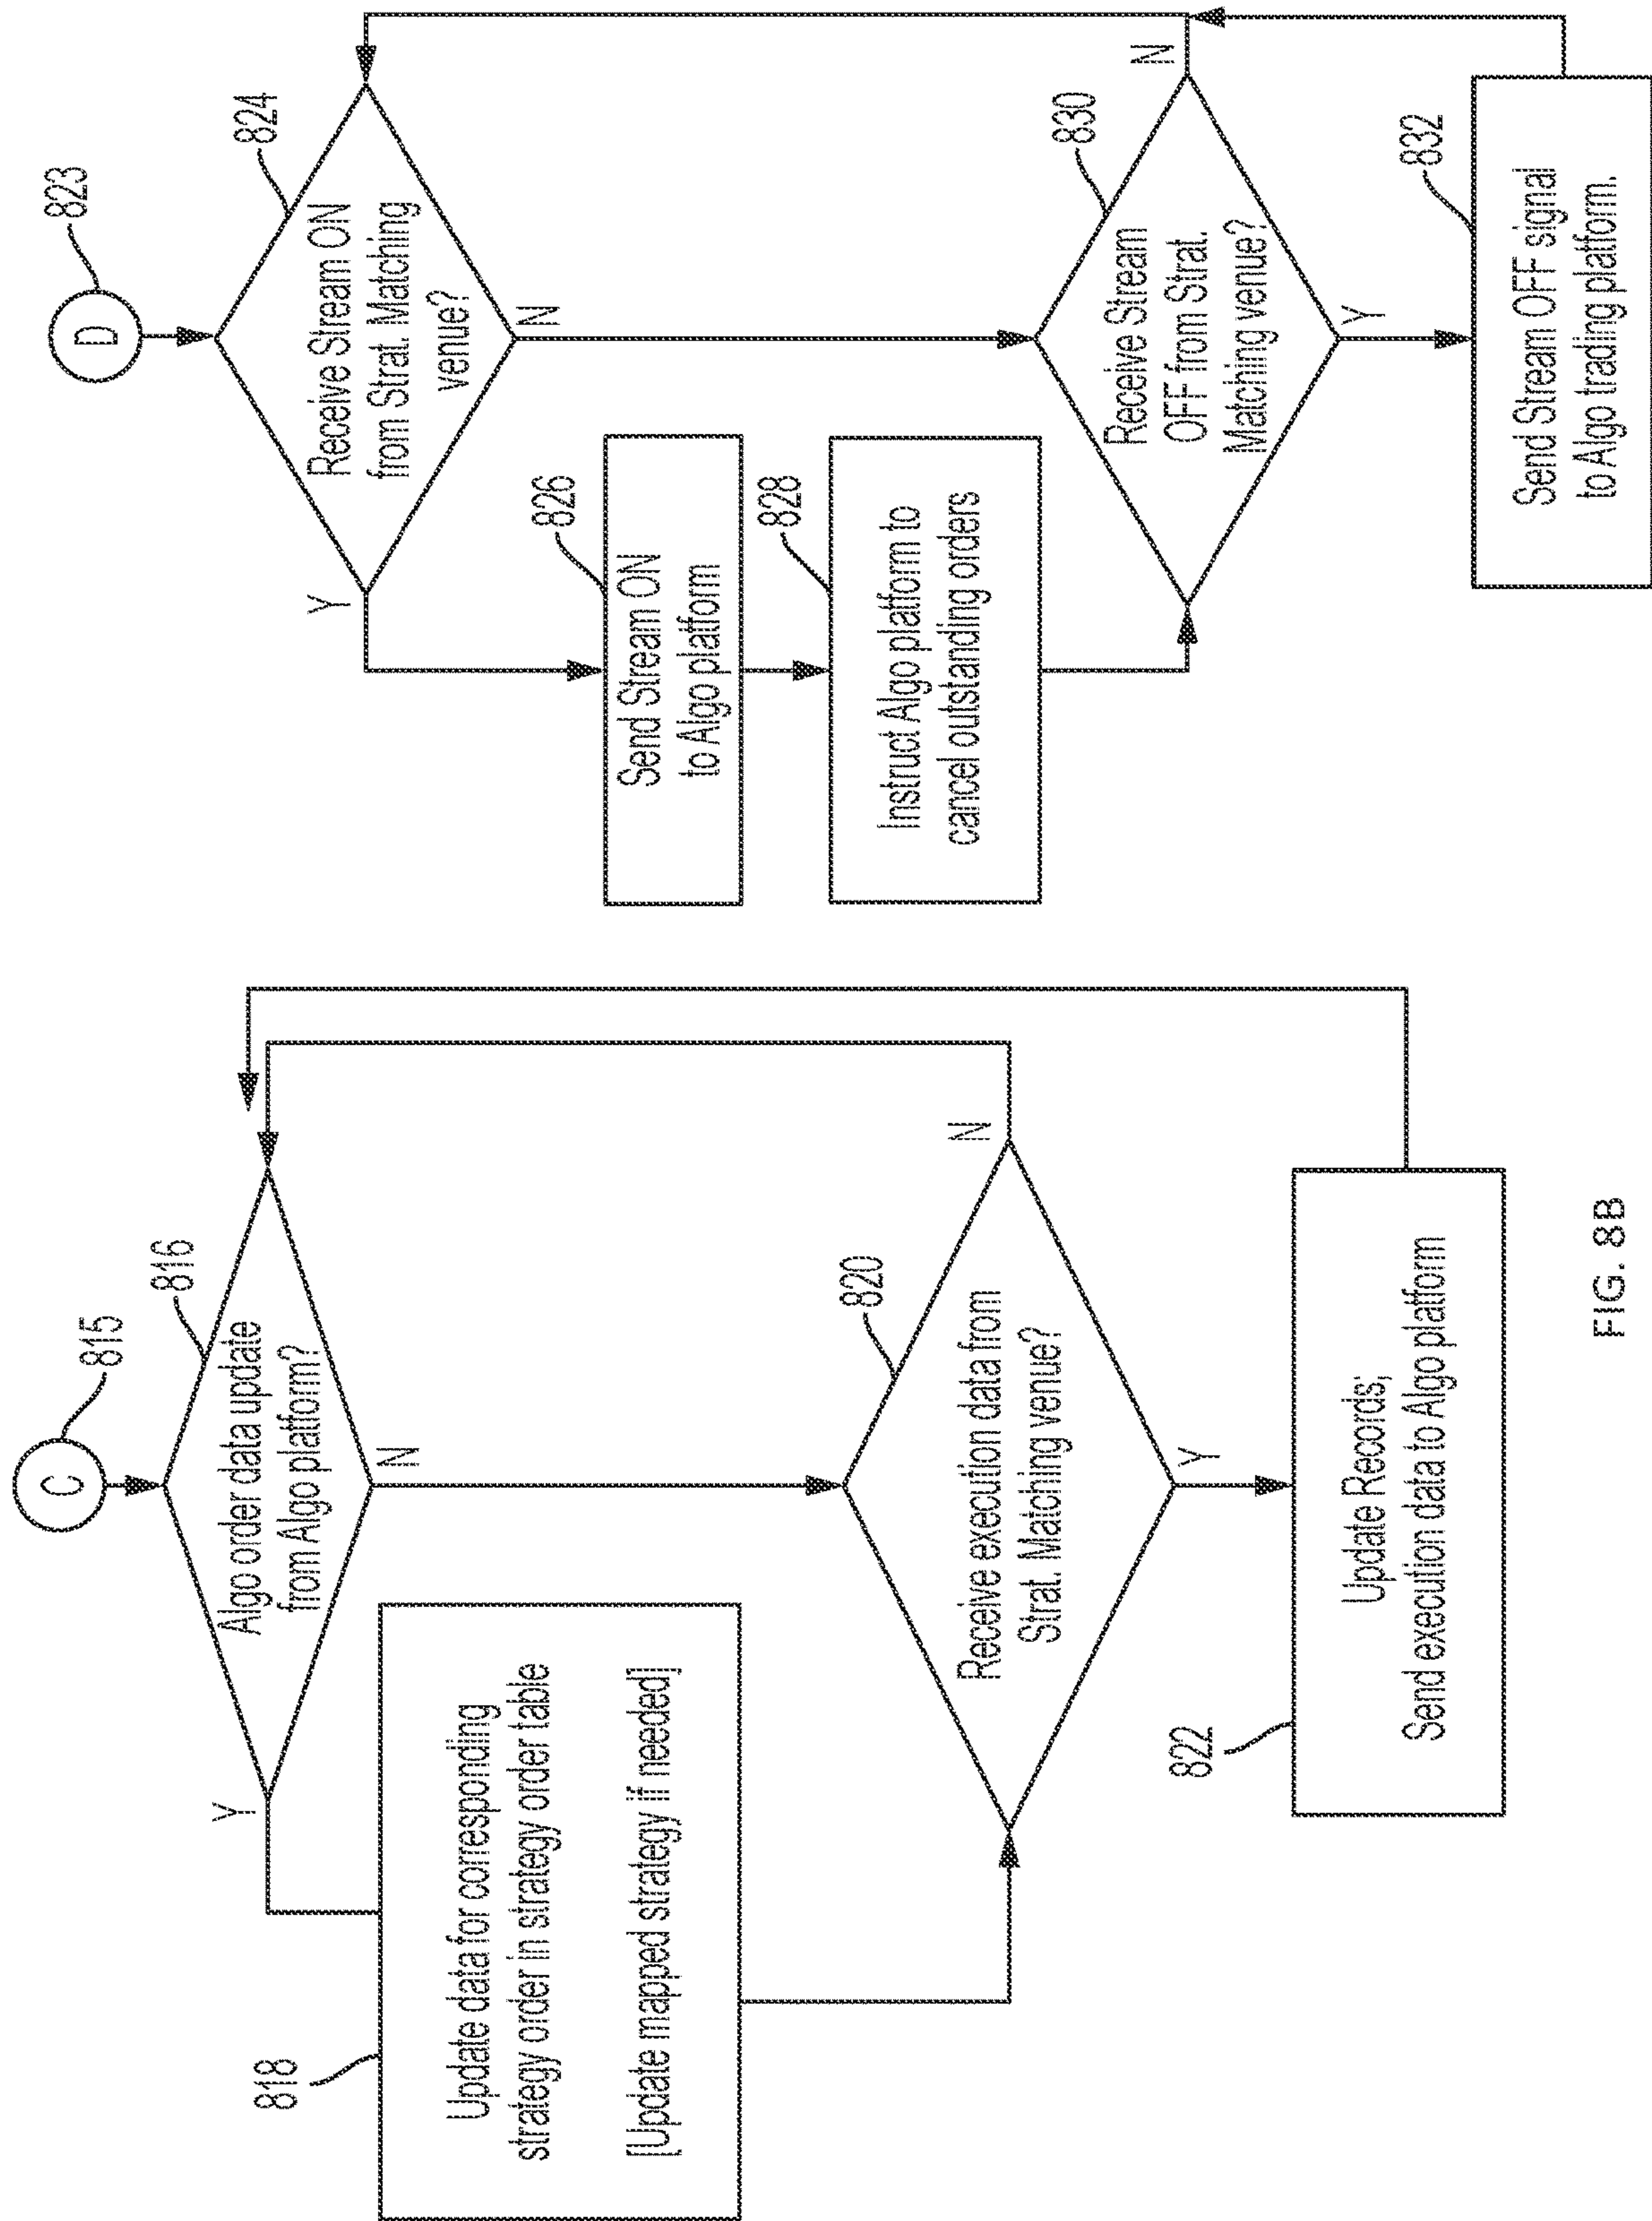 C
815
816
Algo order data update
from Algo platform?
Y
N
818
Update data for corresponding
strategy order in strategy order table
[Update mapped strategy if needed]
820
Receive execution data from
Strat. Matching venue?
N
Y
822
Update Records;
Send execution data to Algo platform
D
823
824
Receive Stream ON
from Strat. Matching
venue?
Y
N
826
Send Stream ON
to Algo platform
828
Instruct Algo platform to
cancel outstanding orders
830
Receive Stream
OFF from Strat.
Matching venue?
N
Y
832
Send Stream OFF signal
to Algo trading platform.
FIG. 8B